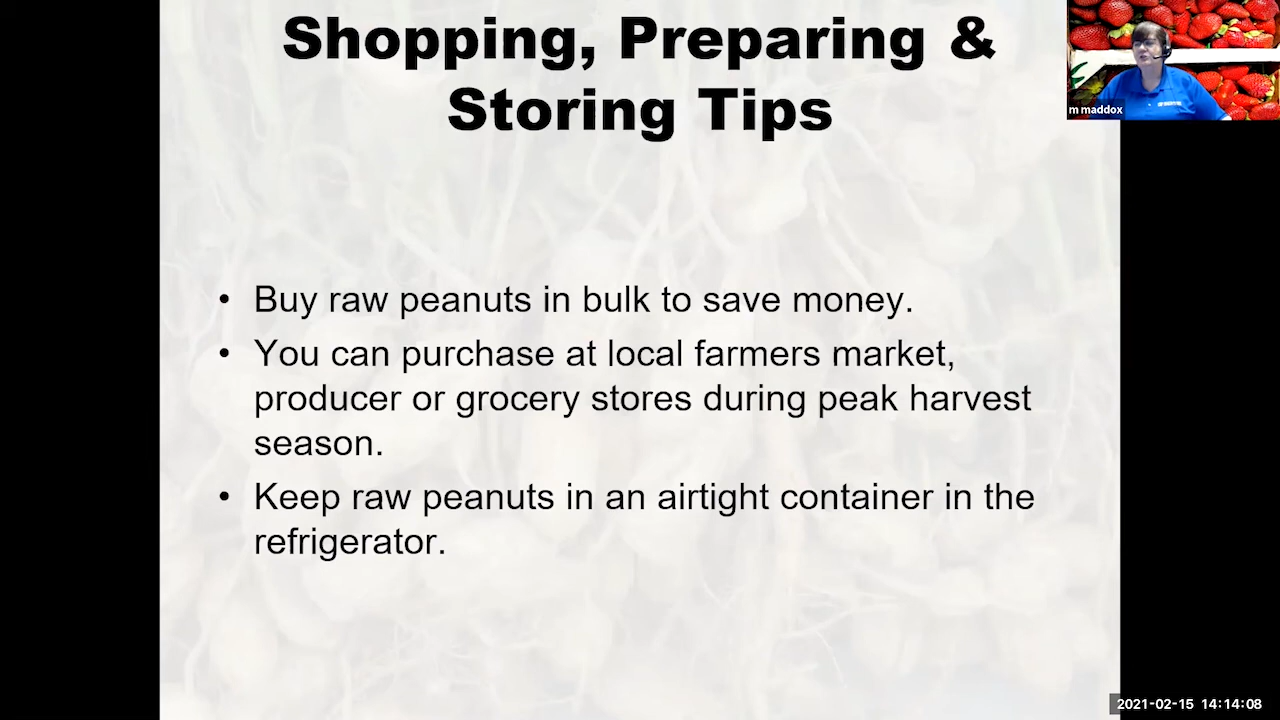 Shopping, Preparing &
Storing Tips
m maddox
• Buy raw peanuts in bulk to save money.
• You can purchase at local farmers market,
producer or grocery stores during peak harvest
season.
• Keep raw peanuts in an airtight container in the
refrigerator.
2021-02-15 14:14:08